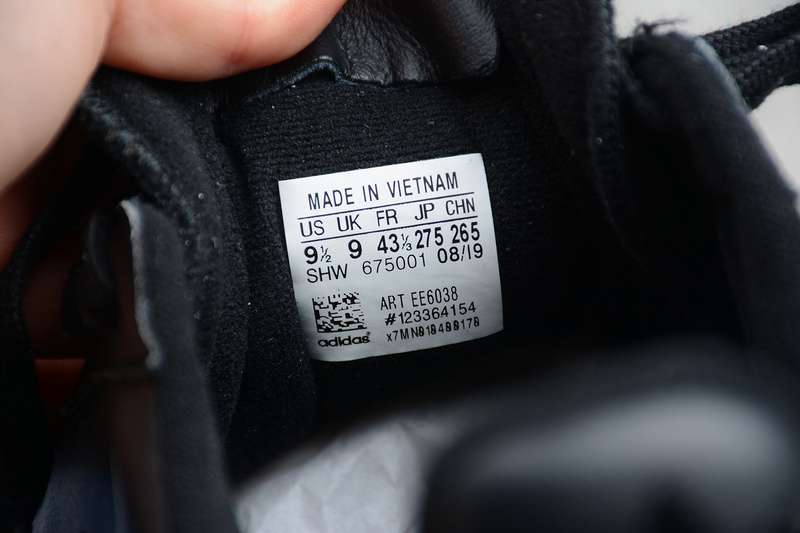 MADE IN VIETNAM
US UK FR JP CHN
9½ 9 43⅓ 275 265
SHW 675001 08/19
ART EE6038
#123364154
x7MN018400170
adidas